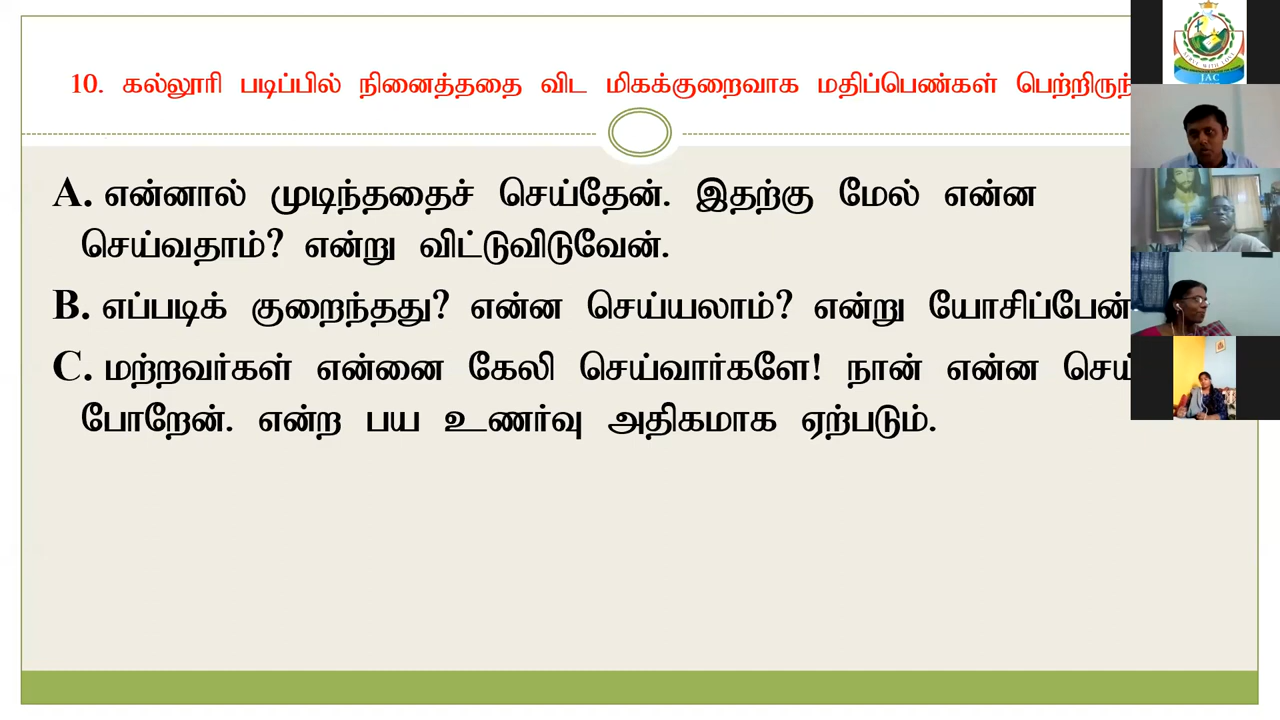 10. கல்லூரி படிப்பில் நினைத்ததை விட மிகக்குறைவாக மதிப்பெண்கள்
A. என்னால் முடிந்ததைச் செய்தேன். இதற்கு மேல் என்ன
செய்வதாம்? என்று விட்டுவிடுவேன்.
B. எப்படிக் குறைந்தது? என்ன செய்யலாம்? என்று யோசிப்பேன்
C. மற்றவர்கள் என்னை கேலி செய்வார்களே! நான் என்ன
போறேன். என்ற பய உணர்வு அதிகமாக ஏற்படும்.
JAC